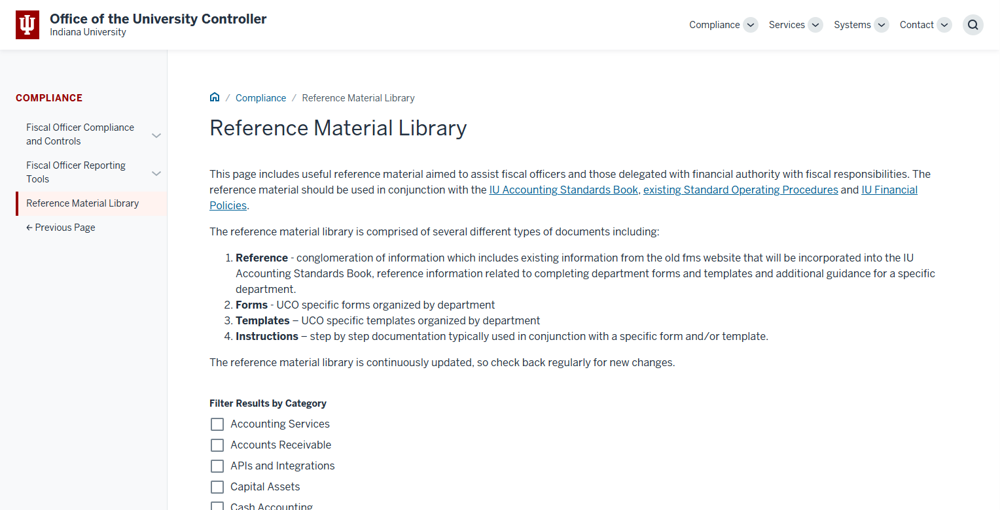 Office of the University Controller
Indiana University
Compliance
Services
Systems
Contact
COMPLIANCE
Fiscal Officer Compliance
and Controls
Fiscal Officer Reporting
Tools
Reference Material Library
← Previous Page
/ Compliance / Reference Material Library
Reference Material Library
This page includes useful reference material aimed to assist fiscal officers and those delegated with financial authority with fiscal responsibilities. The
reference material should be used in conjunction with the IU Accounting Standards Book, existing Standard Operating Procedures and IU Financial
Policies.
The reference material library is comprised of several different types of documents including:
1. Reference - conglomeration of information which includes existing information from the old fms website that will be incorporated into the IU
Accounting Standards Book, reference information related to completing department forms and templates and additional guidance for a specific
department.
2. Forms - UCO specific forms organized by department
3. Templates – UCO specific templates organized by department
4. Instructions – step by step documentation typically used in conjunction with a specific form and/or template.
The reference material library is continuously updated, so check back regularly for new changes.
Filter Results by Category
Accounting Services
Accounts Receivable
APIs and Integrations
Capital Assets
Cash Accounting